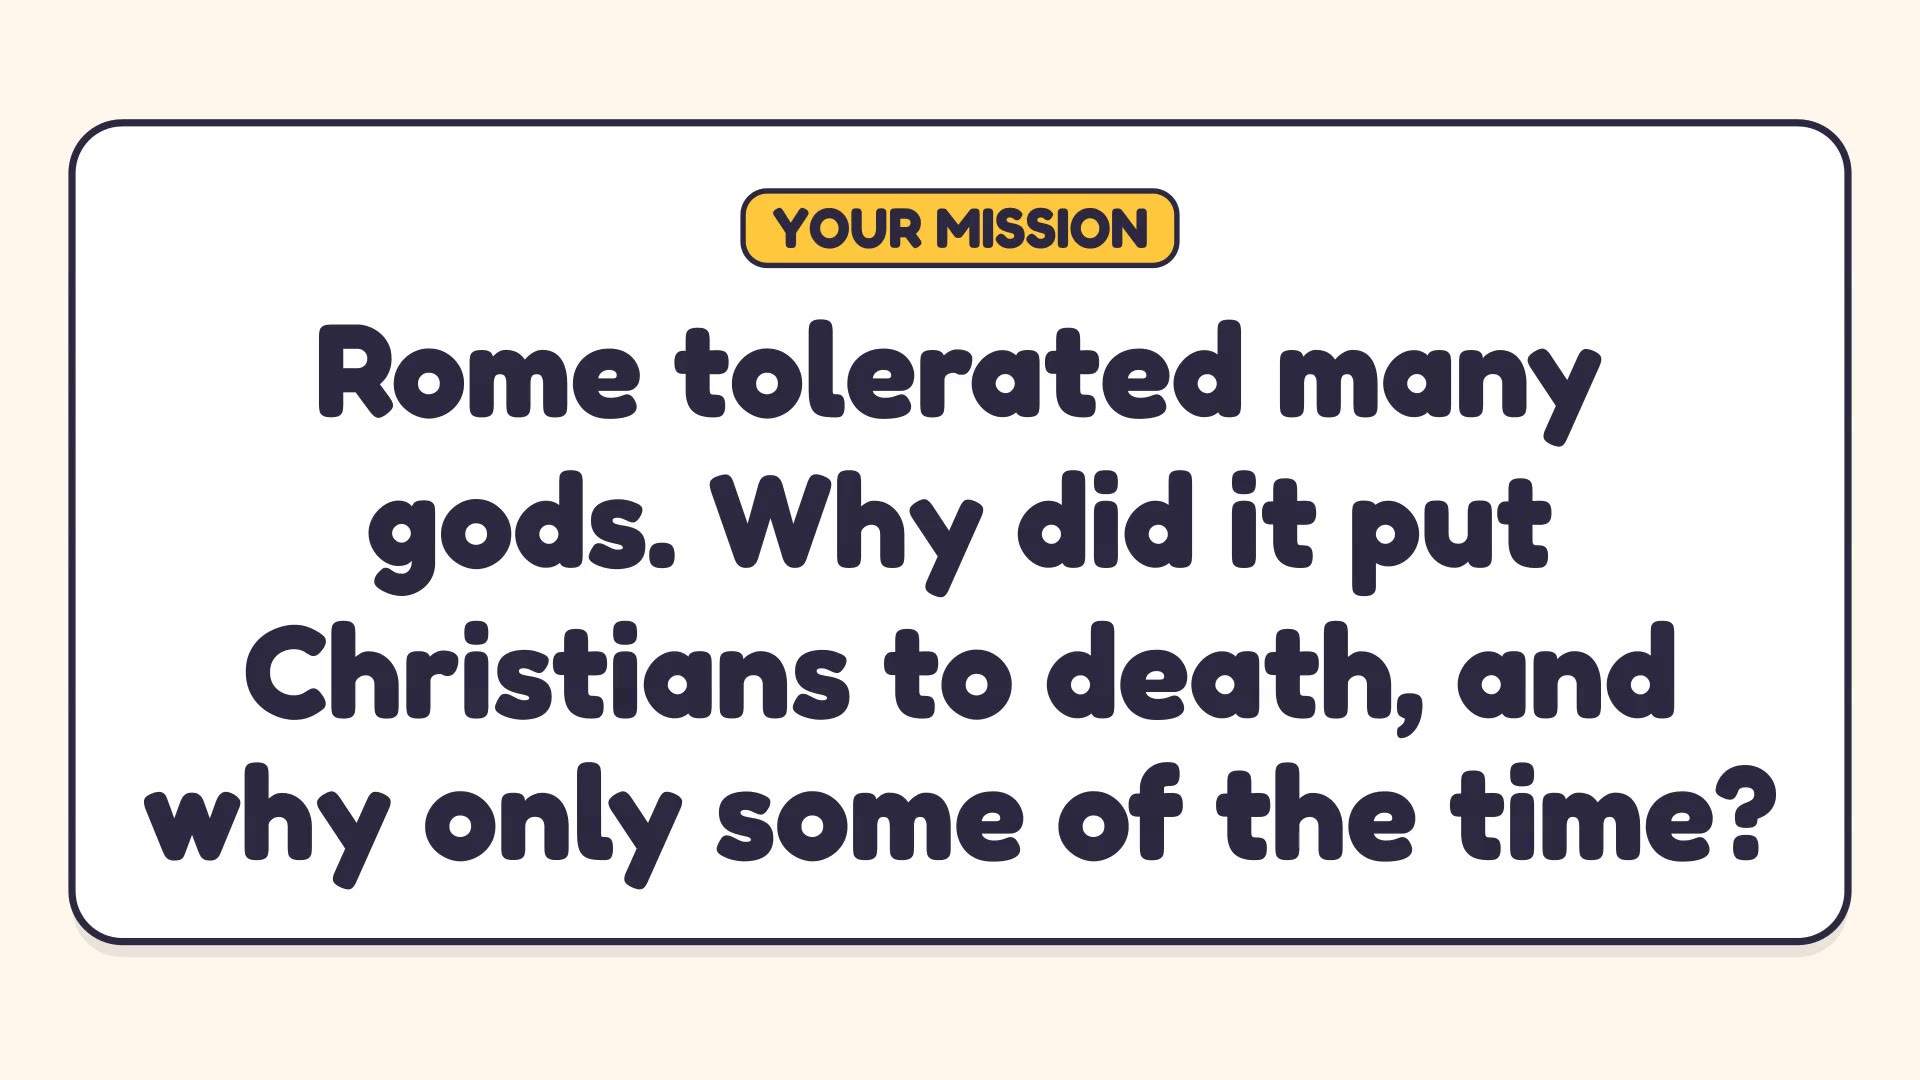 YOUR MISSION
Rome tolerated many
gods. Why did it put
Christians to death, and
why only some of the time?